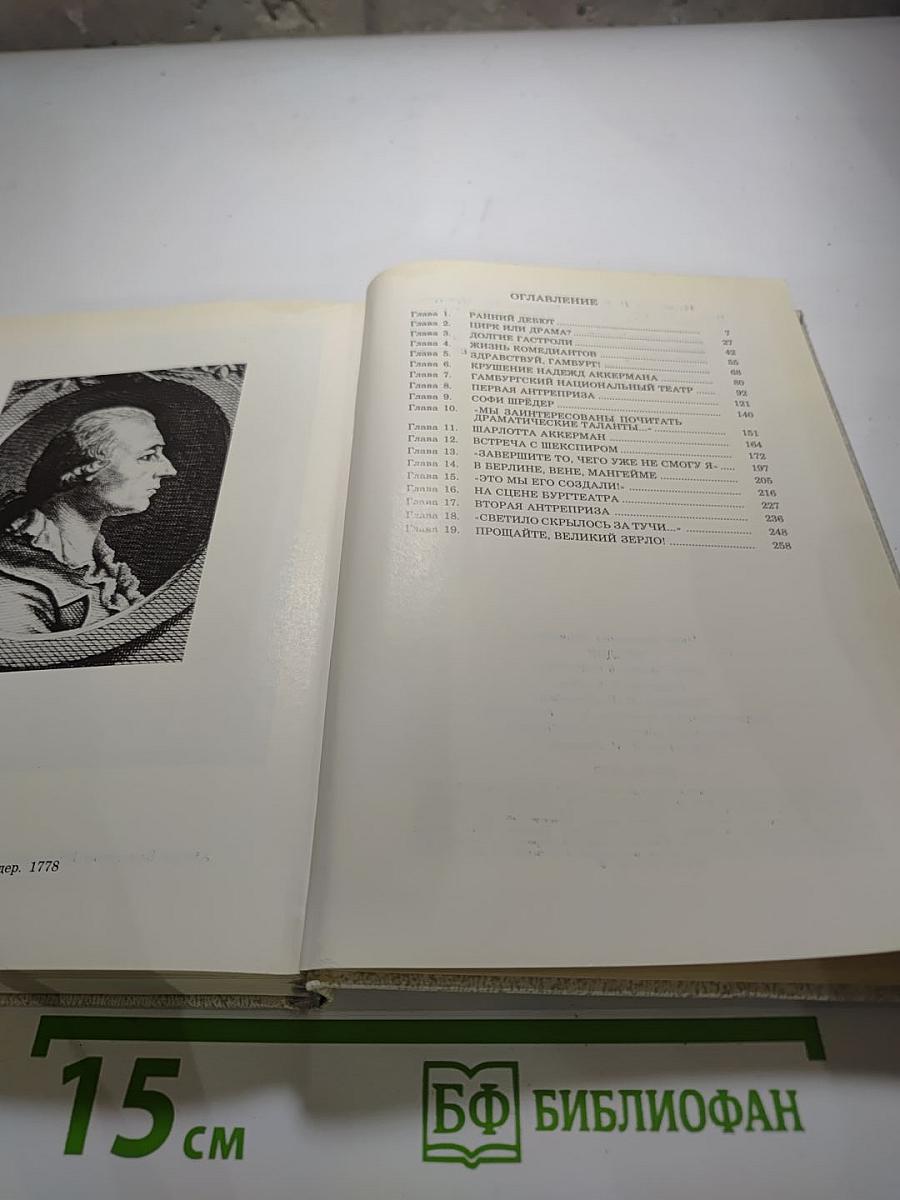 ОГЛАВЛЕНИЕ
Глава 1. РАННИЙ ДЕБЮТ 7
Глава 2. ЦИРК ИЛИ ДРАМА? 27
Глава 3. ДОЛГИЕ ГАСТРОЛИ 42
Глава 4. ЖИЗНЬ КОМЕДИАНТОВ 55
Глава 5. ЗДРАВСТВУЙ, ГАМБУРГ! 68
Глава 6. КРУШЕНИЕ НАДЕЖД АККЕРМАНА 80
Глава 7. ГАМБУРГСКИЙ НАЦИОНАЛЬНЫЙ ТЕАТР 92
Глава 8. ПЕРВАЯ АНТРЕПРИЗА 121
Глава 9. СОФИ ШРЁДЕР 140
Глава 10. «МЫ ЗАИНТЕРЕСОВАНЫ ПОЧИТАТЬ
ДРАМАТИЧЕСКИЕ ТАЛАНТЫ...» 151
Глава 11. ШАРЛОТТА АККЕРМАН 164
Глава 12. ВСТРЕЧА С ШЕКСПИРОМ 172
Глава 13. «ЗАВЕРШИТЕ ТО, ЧЕГО УЖЕ НЕ СМОГУ Я» 197
Глава 14. В БЕРЛИНЕ, ВЕНЕ, МАНГЕЙМЕ 205
Глава 15. «ЭТО МЫ ЕГО СОЗДАЛИ!» 216
Глава 16. НА СЦЕНЕ БУРГТЕАТРА 227
Глава 17. ВТОРАЯ АНТРЕПРИЗА 236
Глава 18. «СВЕТИЛО СКРЫЛОСЬ ЗА ТУЧИ...» 248
Глава 19. ПРОЩАЙТЕ, ВЕЛИКИЙ ЗЕРЛО! 258
дер. 1778
15 см
БФ БИБЛИОФАН